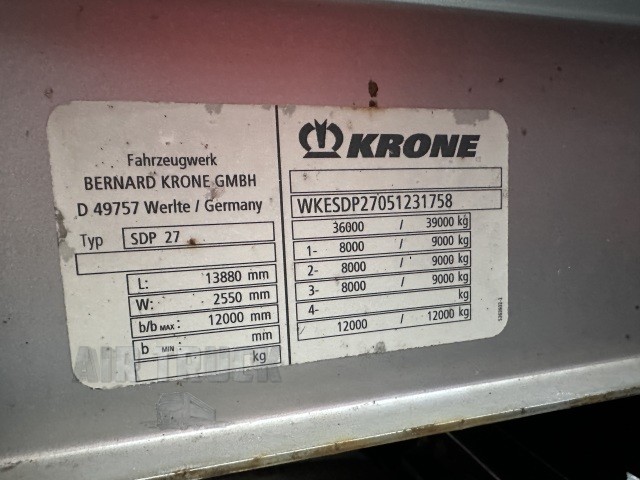 Fahrzeugwerk
BERNARD KRONE GMBH
D 49757 Werlte / Germany
Typ SDP 27
L: 13880 mm
W: 2550 mm
b/b MAX: 12000 mm
b MIN: mm
kg
KRONE
WKESDP27051231758
36000 / 39000 kg
1- 8000 / 9000 kg
2- 8000 / 9000 kg
3- 8000 / 9000 kg
4- kg
12000 / 12000 kg
AIR TRUCK